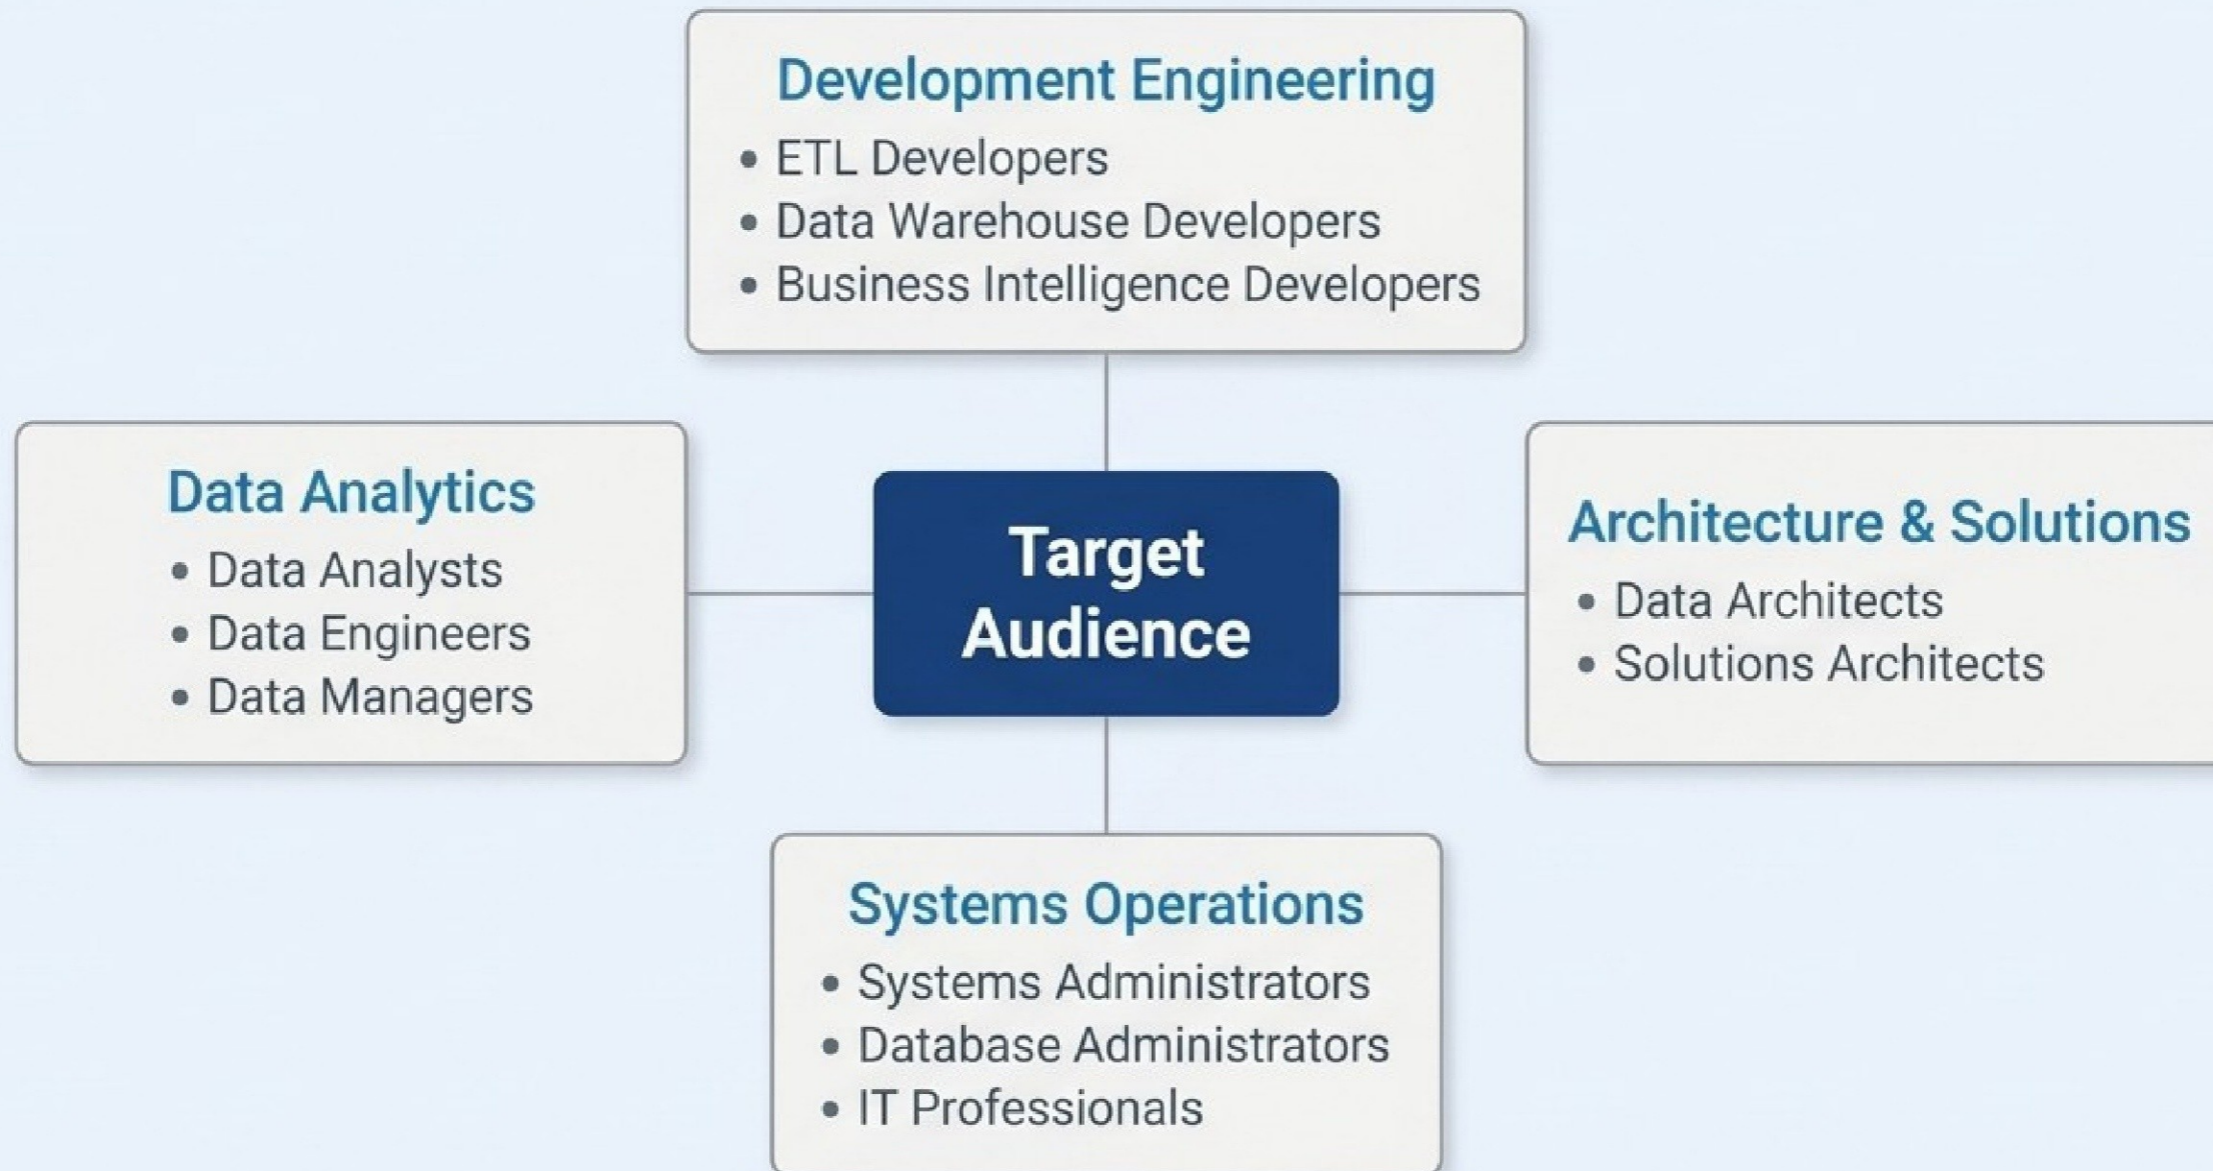 Development Engineering
• ETL Developers
• Data Warehouse Developers
• Business Intelligence Developers
Data Analytics
• Data Analysts
• Data Engineers
• Data Managers
Target
Audience
Architecture & Solutions
• Data Architects
• Solutions Architects
Systems Operations
• Systems Administrators
• Database Administrators
• IT Professionals